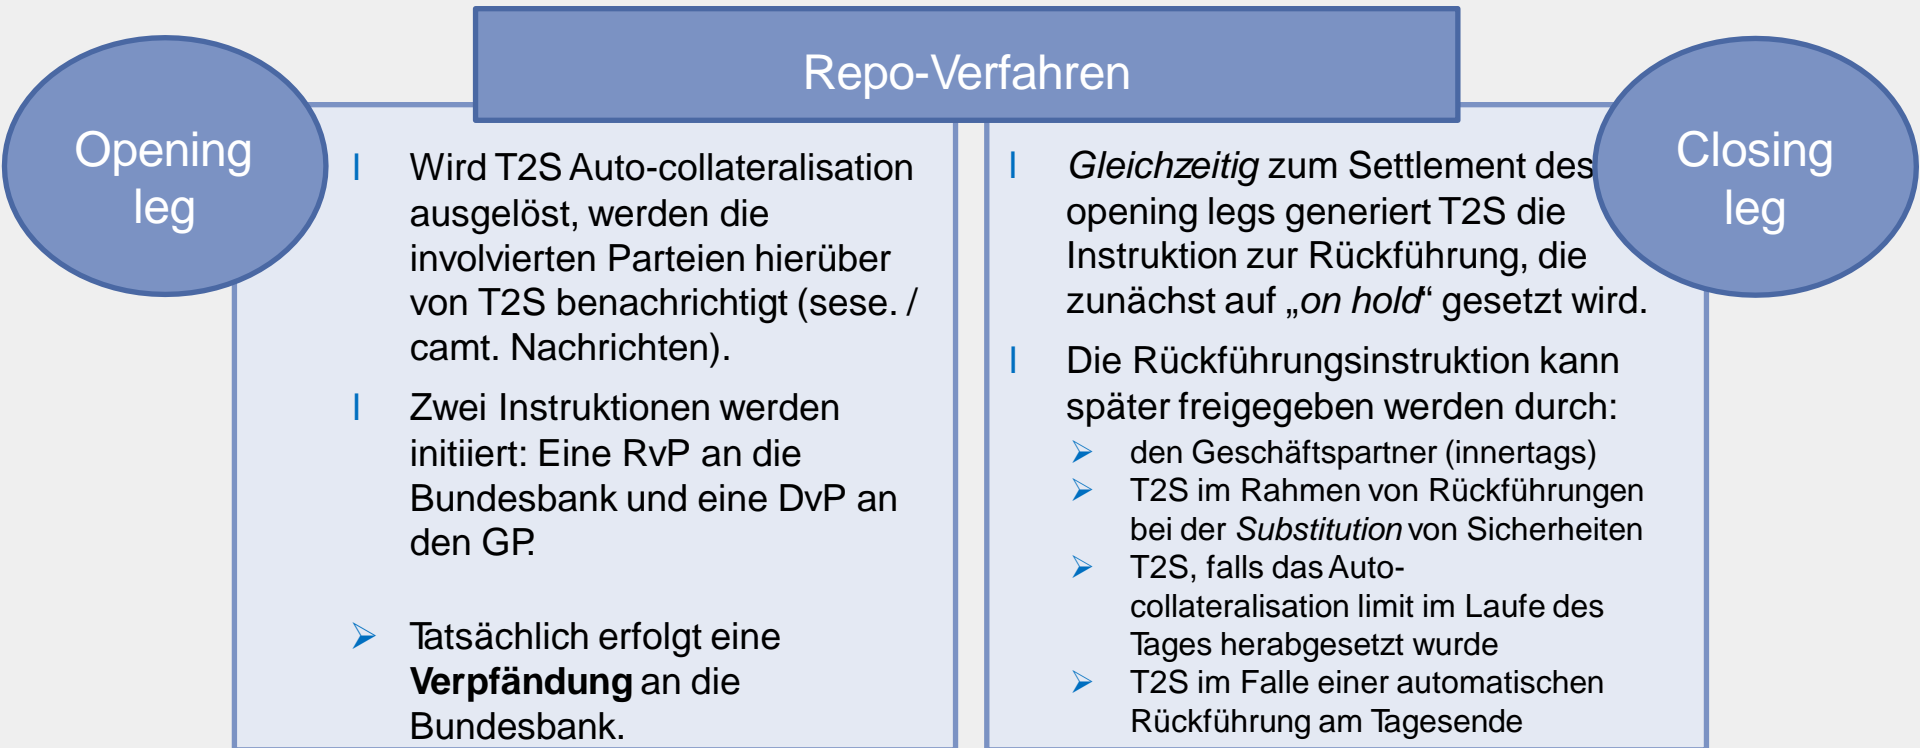 Repo-Verfahren
Opening
leg
l Wird T2S Auto-collateralisation
ausgelöst, werden die
involvierten Parteien hierüber
von T2S benachrichtigt (sese. /
camt. Nachrichten).
l Zwei Instruktionen werden
initiiert: Eine RvP an die
Bundesbank und eine DvP an
den GP.
➢ Tatsächlich erfolgt eine
Verpfändung an die
Bundesbank.
Closing
leg
l Gleichzeitig zum Settlement des
opening legs generiert T2S die
Instruktion zur Rückführung, die
zunächst auf „on hold“ gesetzt wird.
l Die Rückführungsinstruktion kann
später freigegeben werden durch:
➢ den Geschäftspartner (innertags)
➢ T2S im Rahmen von Rückführungen
bei der Substitution von Sicherheiten
➢ T2S, falls das Auto-
collateralisation limit im Laufe des
Tages herabgesetzt wurde
➢ T2S im Falle einer automatischen
Rückführung am Tagesende